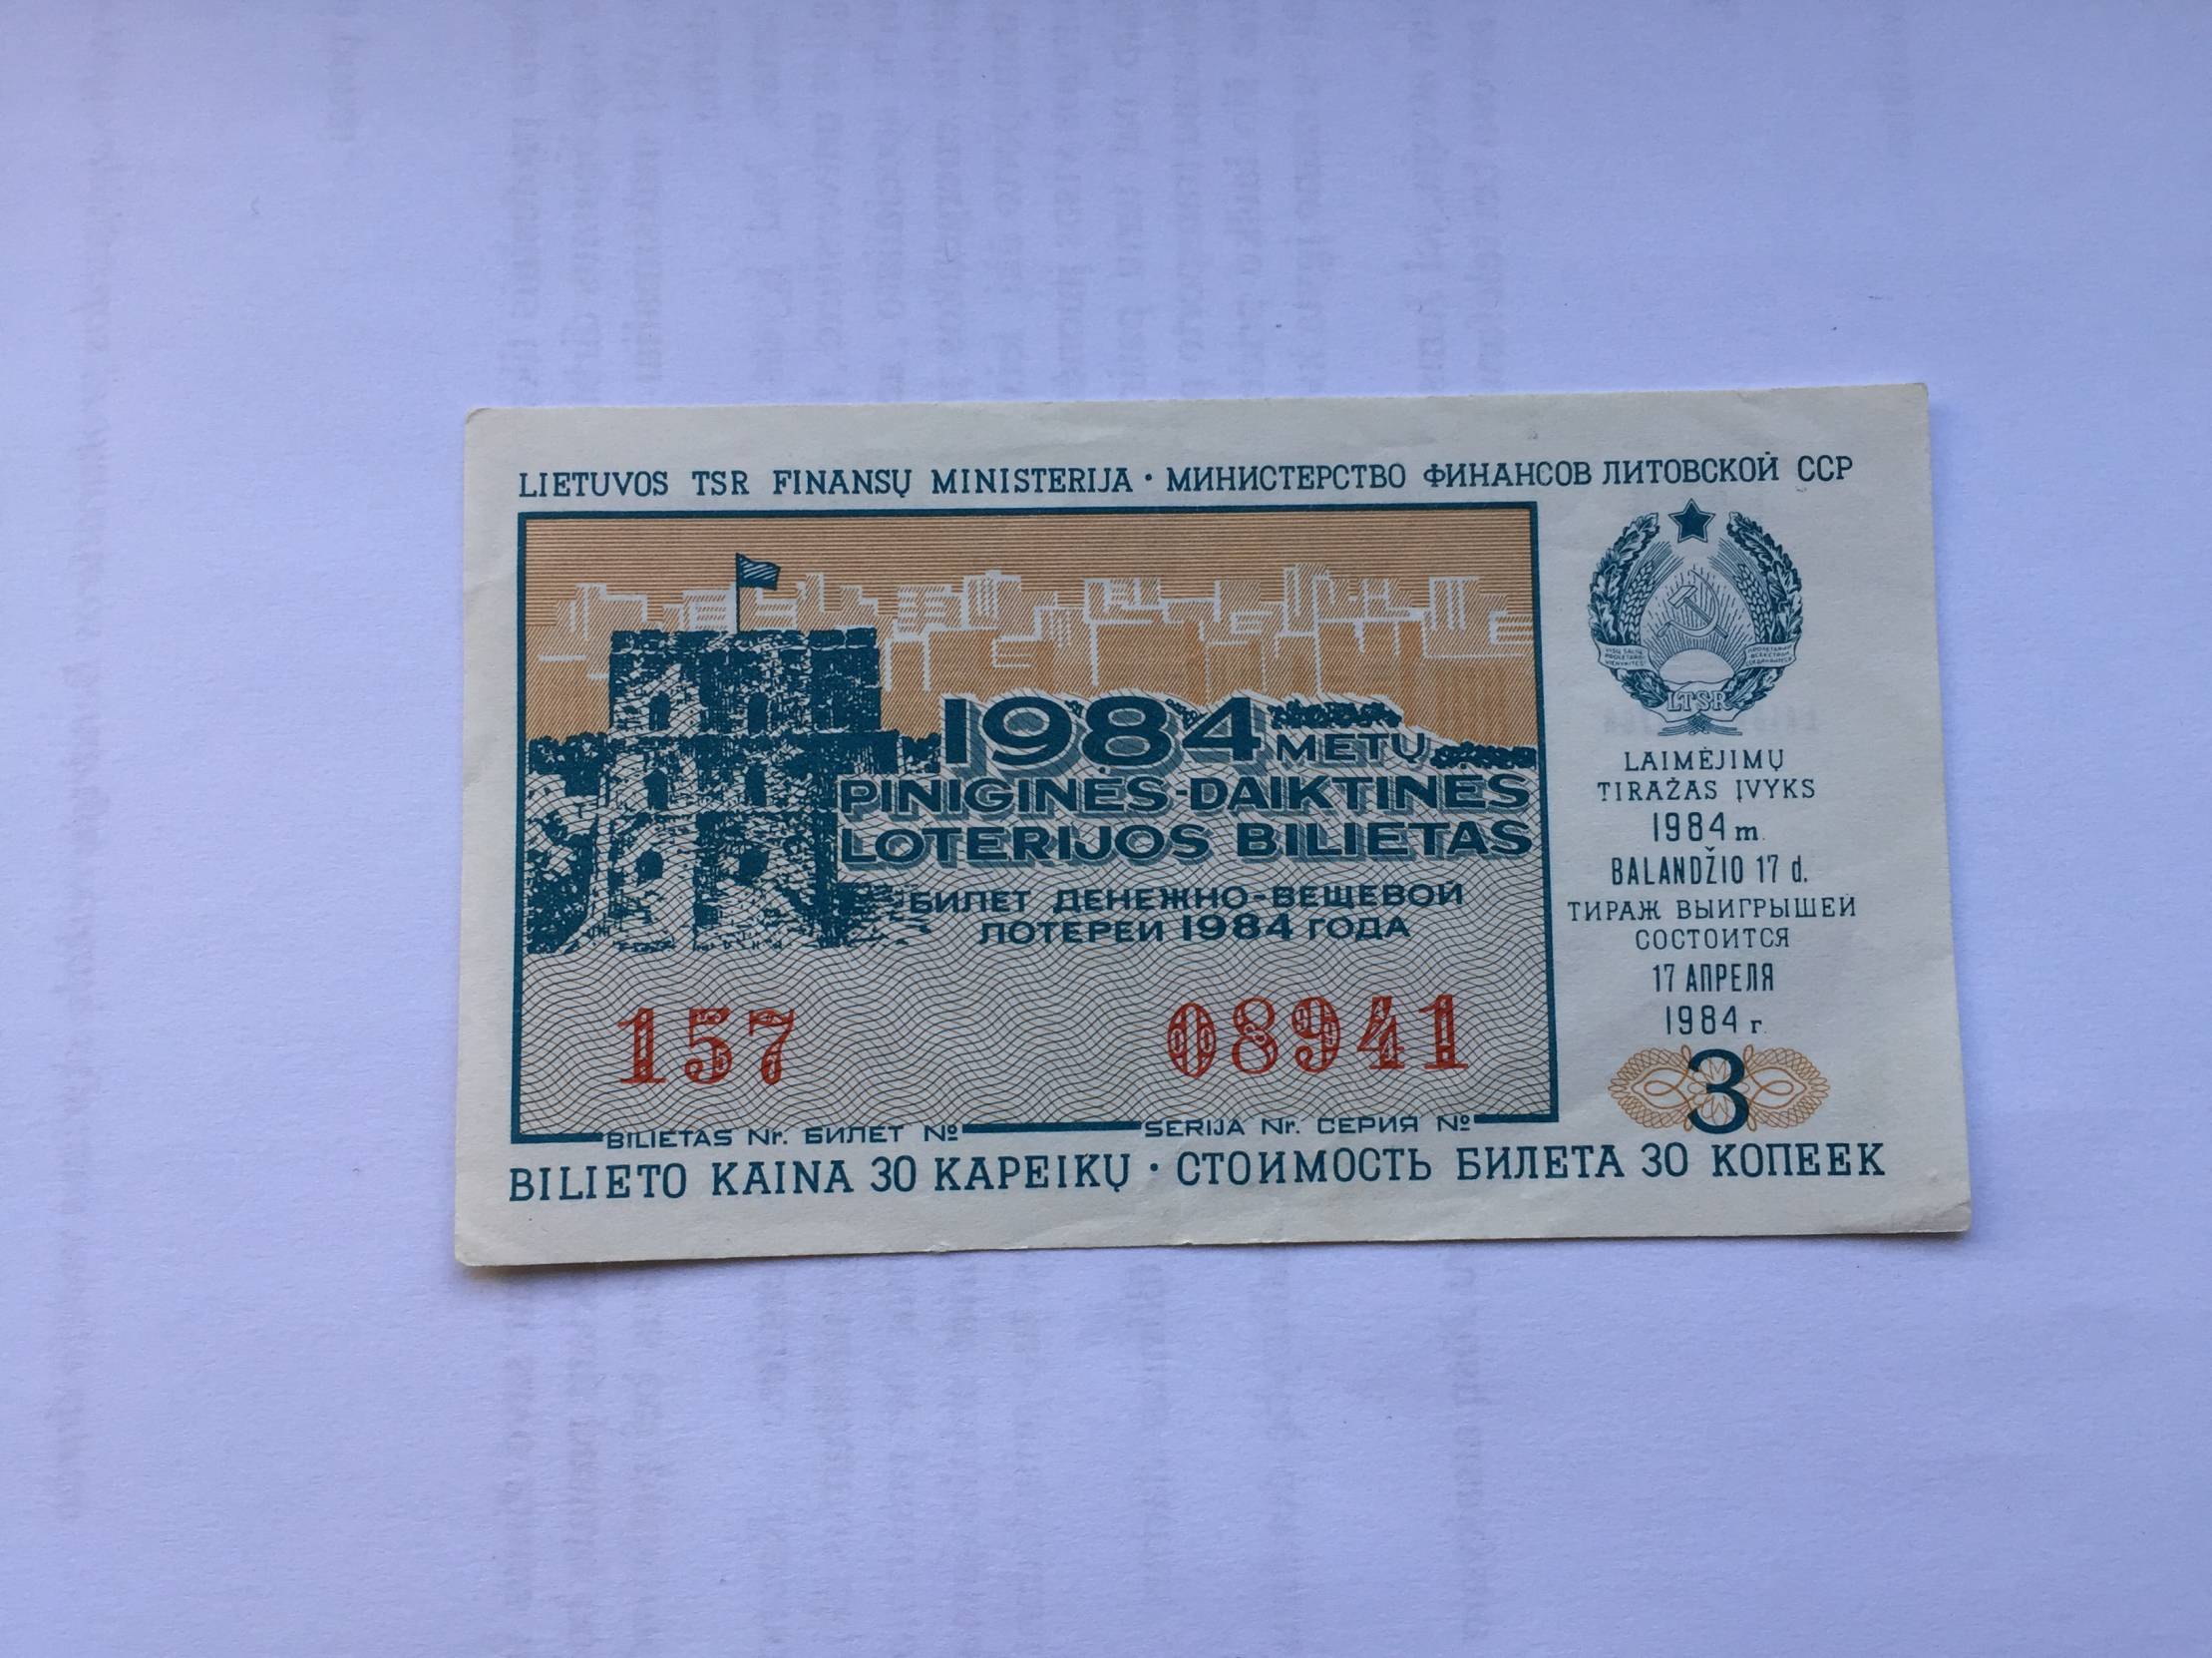 LIETUVOS TSR FINANSŲ MINISTERIJA · МИНИСТЕРСТВО ФИНАНСОВ ЛИТОВСКОЙ ССР
1984 METŲ
PINIGINĖS-DAIKTINĖS
LOTERIJOS BILIETAS
БИЛЕТ ДЕНЕЖНО-ВЕЩЕВОЙ
ЛОТЕРЕИ 1984 ГОДА
157 08941
BILIETAS Nr. БИЛЕТ № SERIJA Nr. СЕРИЯ №
LTSR
LAIMĖJIMŲ
TIRAŽAS ĮVYKS
1984 m.
BALANDŽIO 17 d.
ТИРАЖ ВЫИГРЫШЕЙ
СОСТОИТСЯ
17 АПРЕЛЯ
1984 г.
3
BILIETO KAINA 30 KAPEIKŲ · СТОИМОСТЬ БИЛЕТА 30 КОПЕЕК